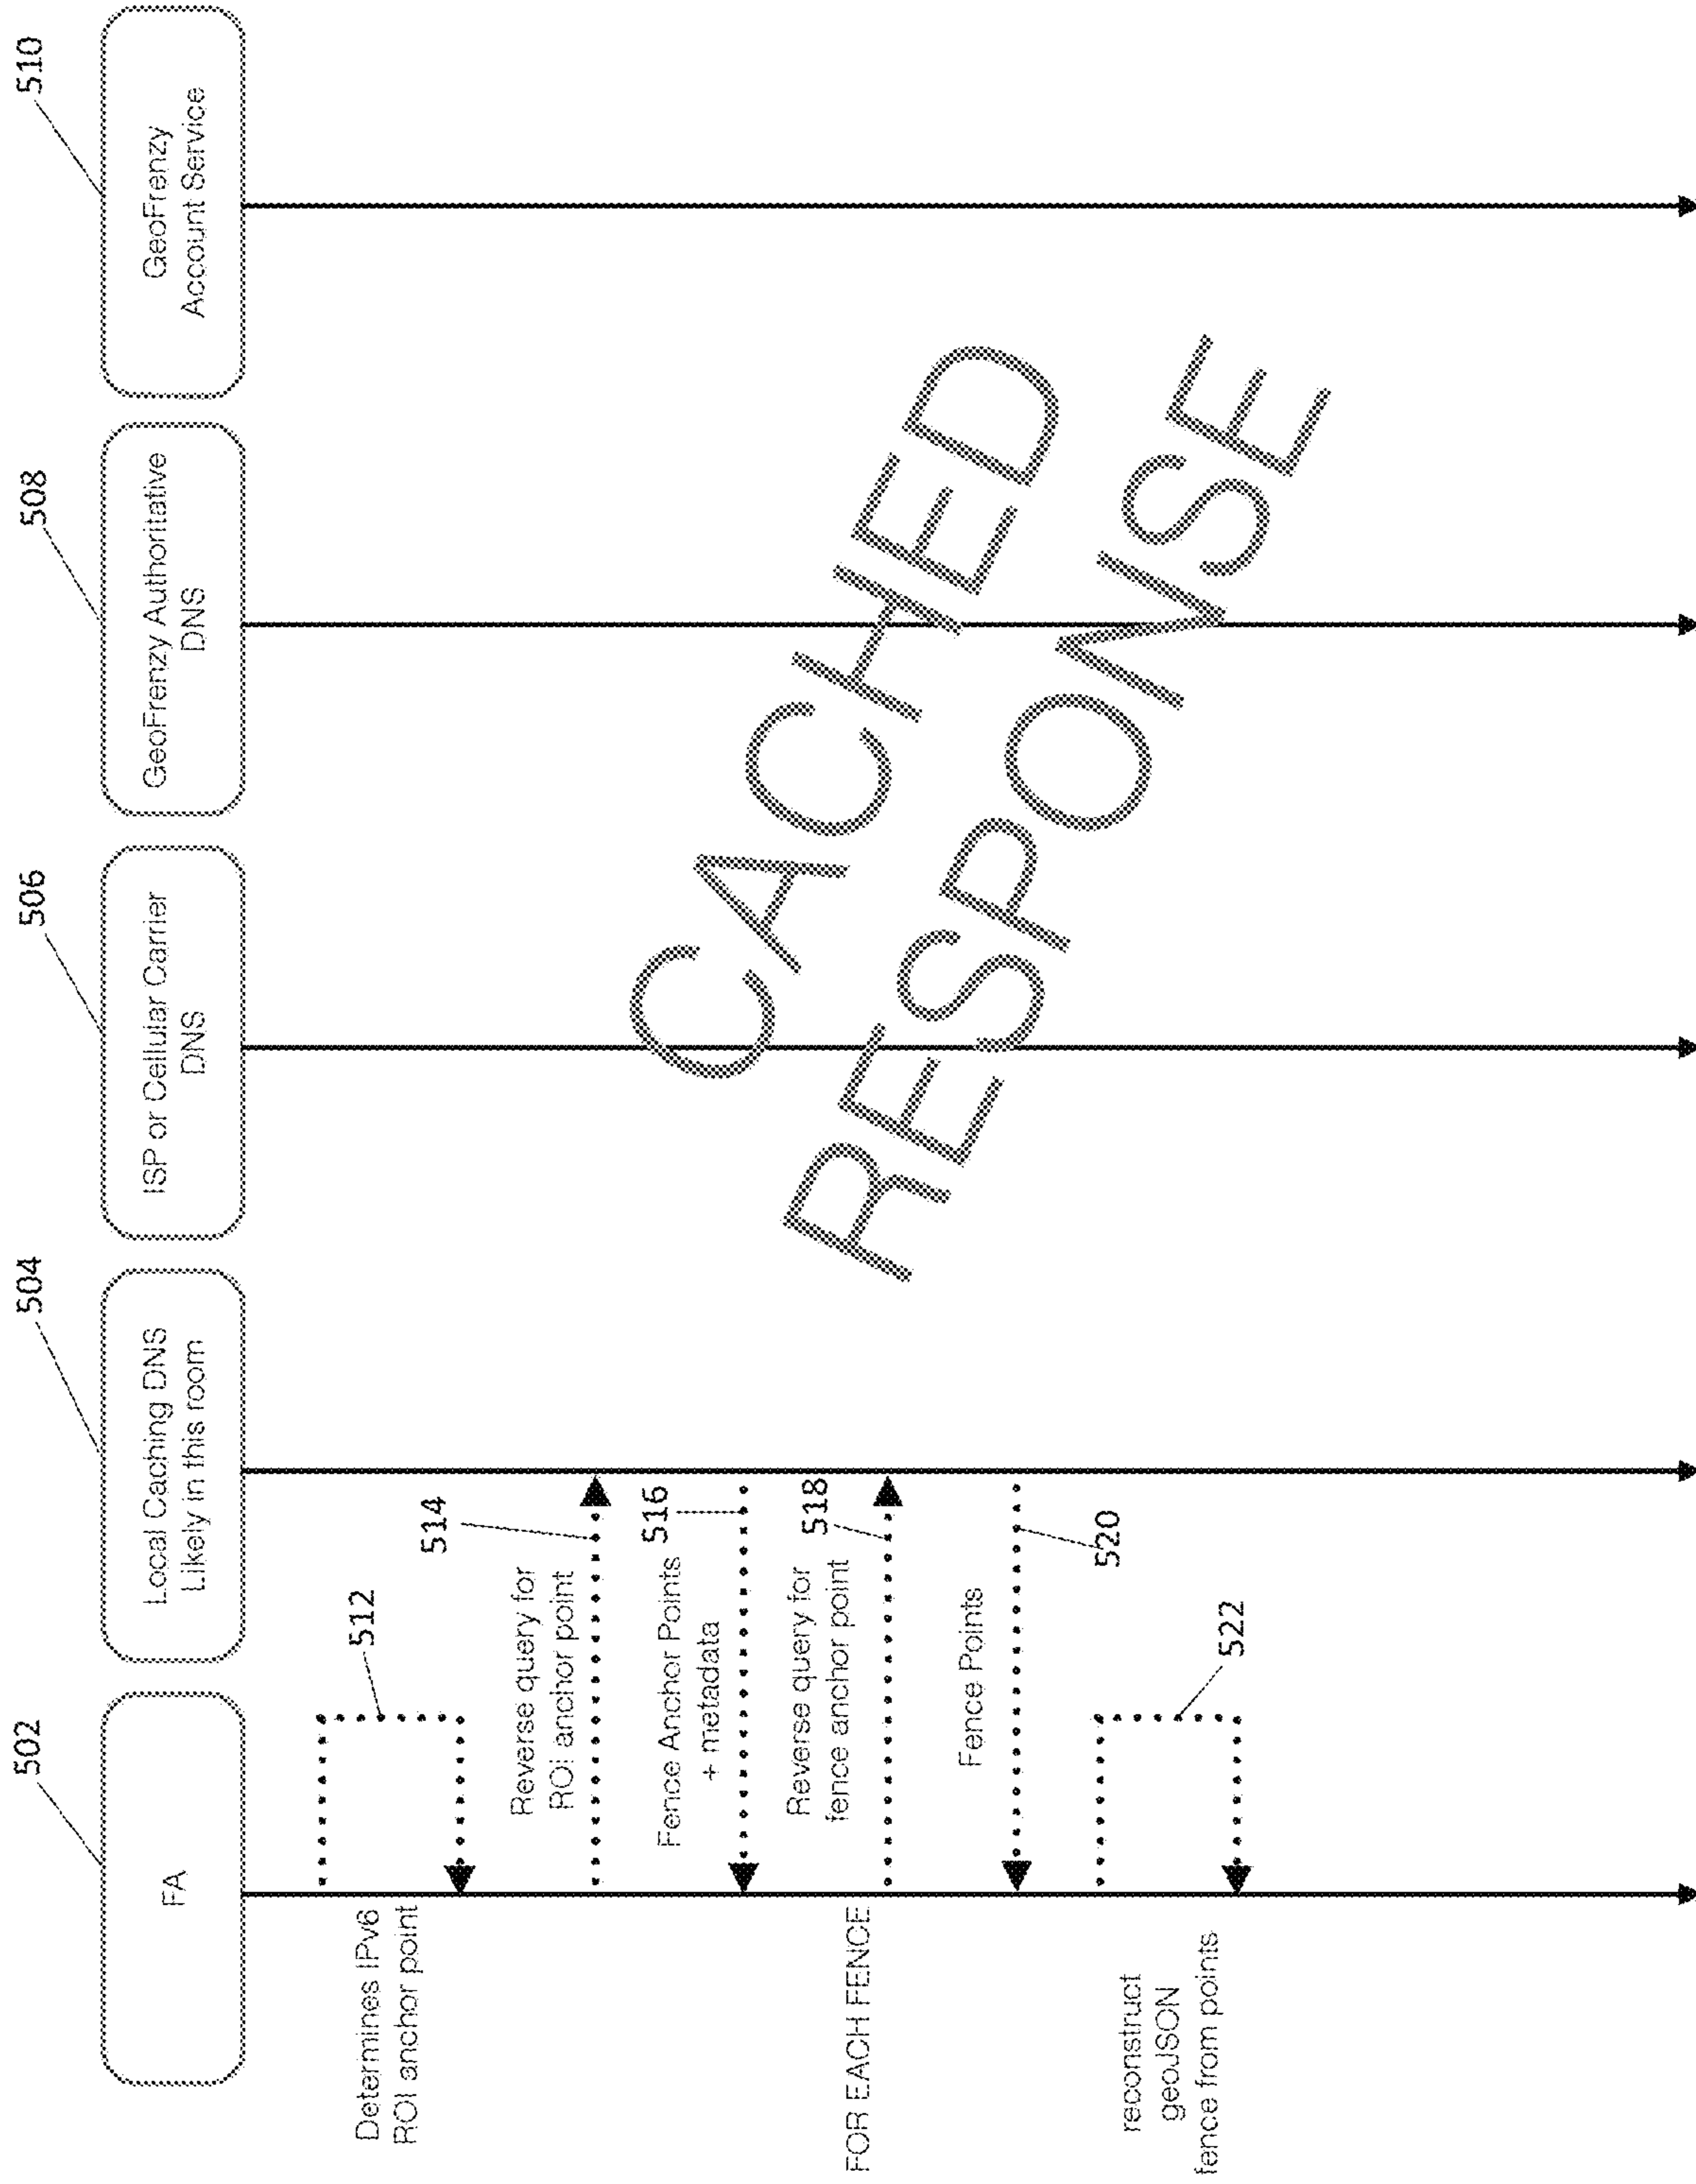 502
504
506
508
510
FA
Local Caching DNS
Likely in this room
ISP or Cellular Carrier
DNS
GeoFrenzy Authoritative
DNS
GeoFrenzy
Account Service
Determines IPv6
ROI anchor point
512
Reverse query for
ROI anchor point
514
Fence Anchor Points
+ metadata
516
FOR EACH FENCE
Reverse query for
fence anchor point
518
Fence Points
520
reconstruct
geoJSON
fence from points
522
CACHED
RESPONSE